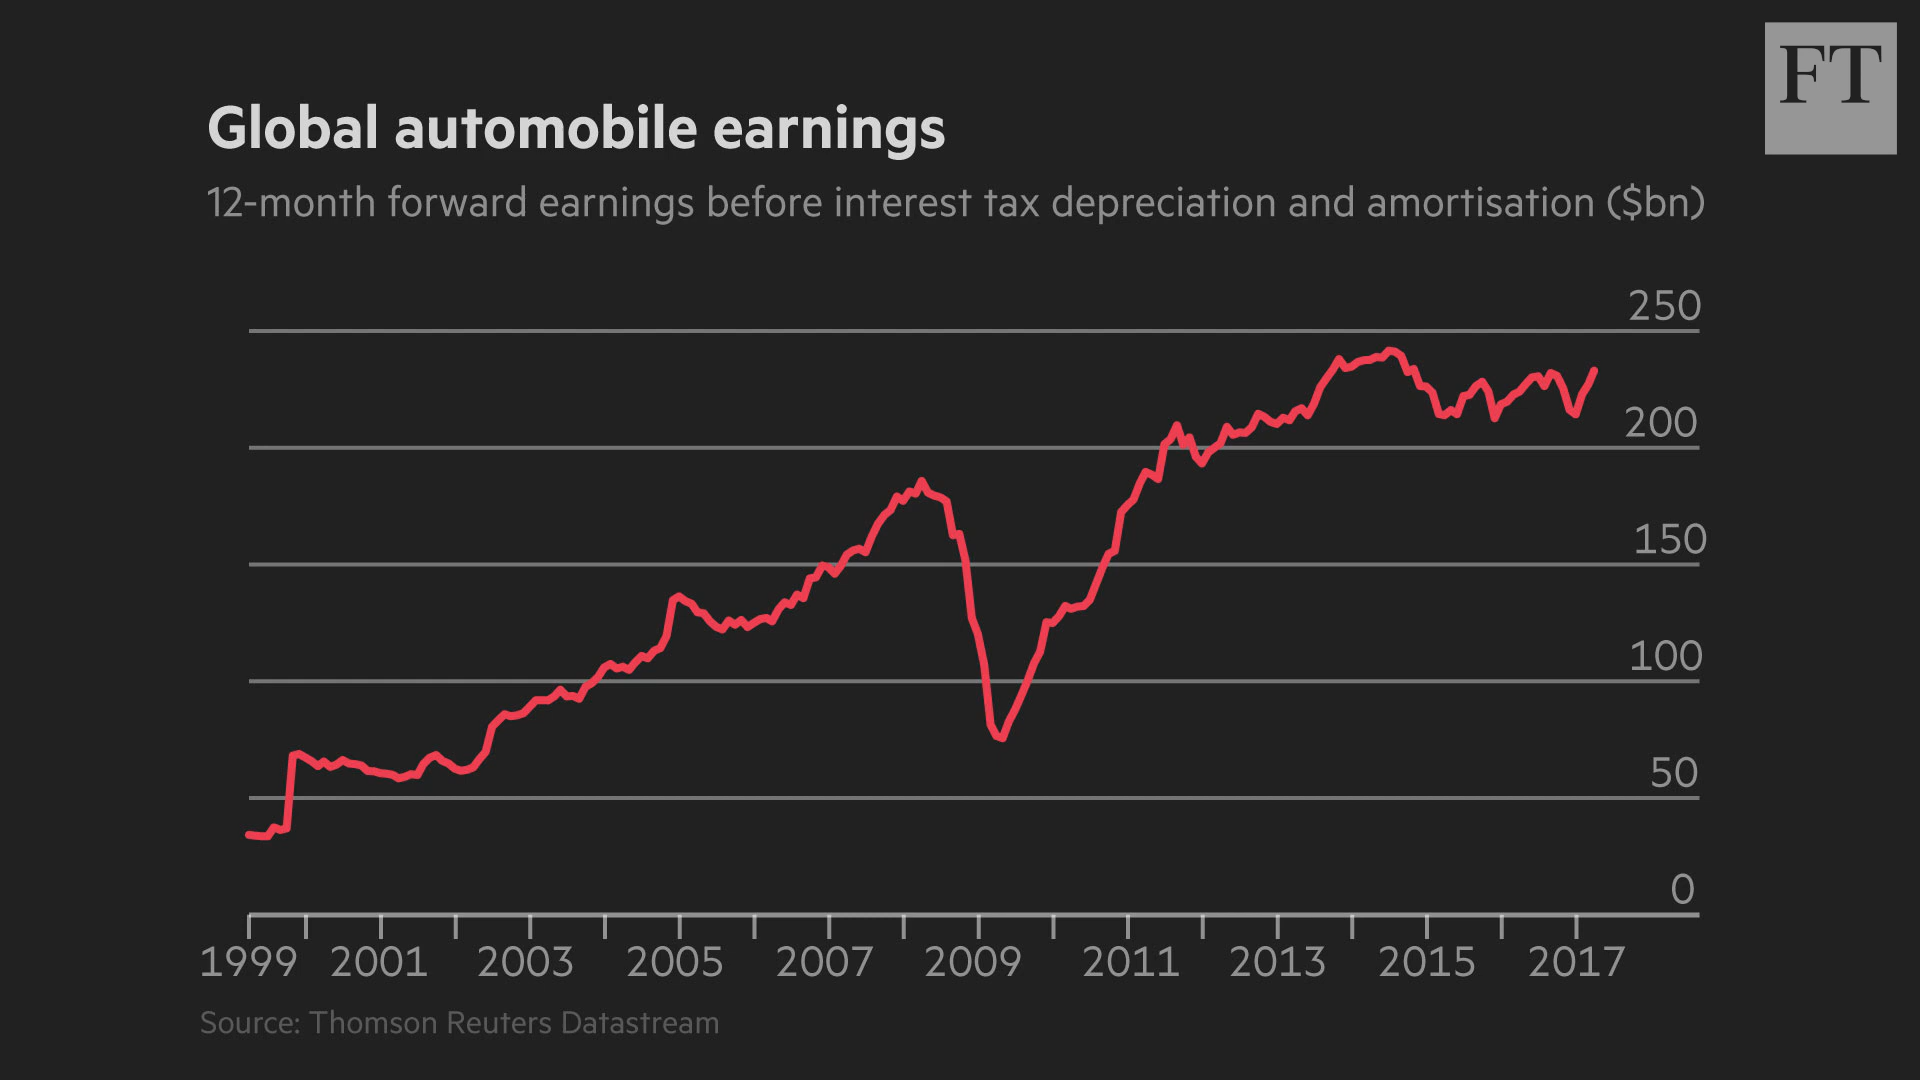 FT
Global automobile earnings
12-month forward earnings before interest tax depreciation and amortisation ($bn)
250
200
150
100
50
0
1999 2001 2003 2005 2007 2009 2011 2013 2015 2017
Source: Thomson Reuters Datastream